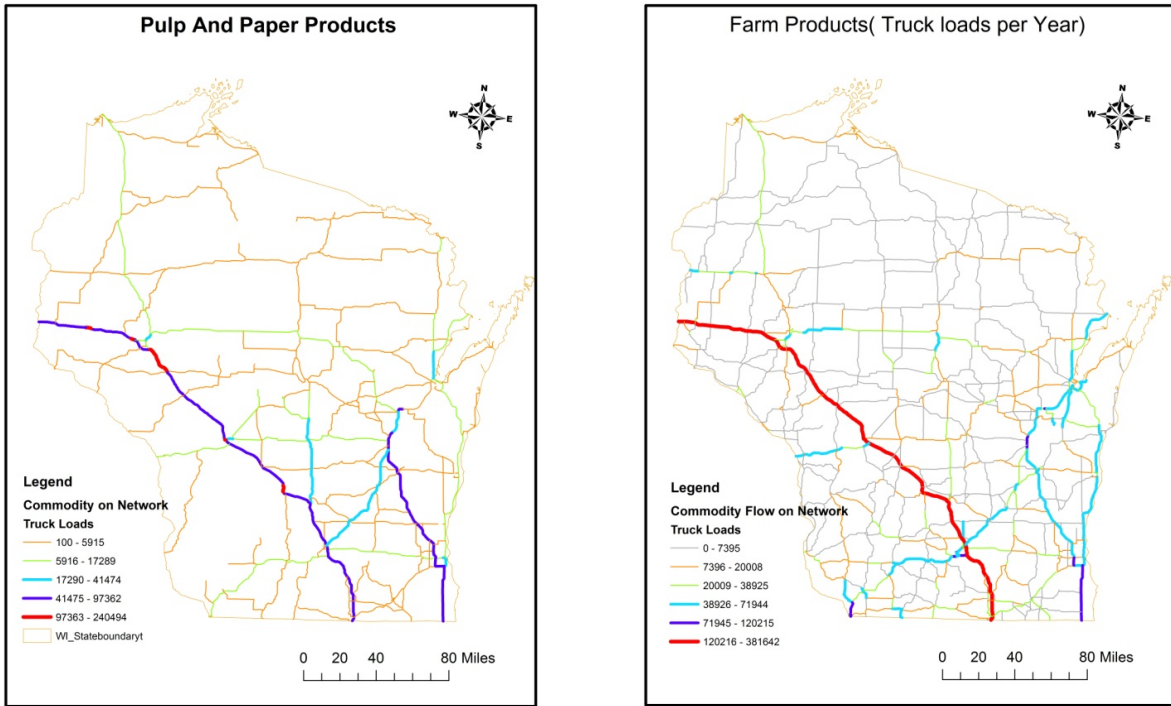 Pulp And Paper Products
N
W E
S
Legend
Commodity on Network
Truck Loads
100 - 5915
5916 - 17289
17290 - 41474
41475 - 97362
97363 - 240494
WI_Stateboundaryt
0 20 40 80 Miles
Farm Products( Truck loads per Year)
N
W E
S
Legend
Commodity Flow on Network
Truck Loads
0 - 7395
7396 - 20008
20009 - 38925
38926 - 71944
71945 - 120215
120216 - 381642
0 20 40 80 Miles